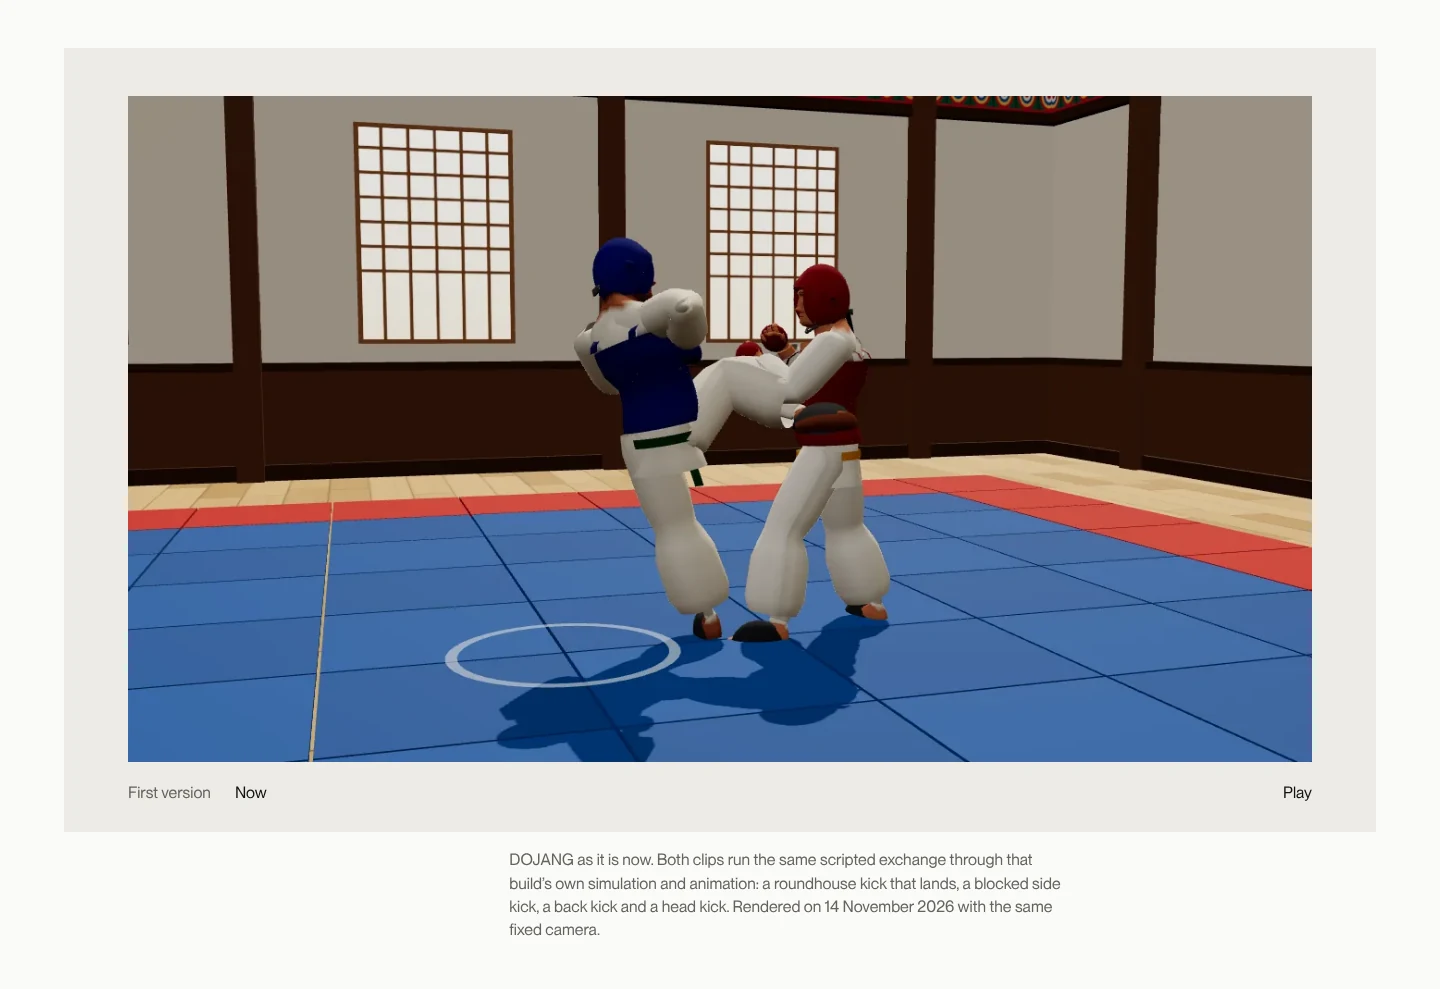 First version
Now
Play
DOJANG as it is now. Both clips run the same scripted exchange through that
build’s own simulation and animation: a roundhouse kick that lands, a blocked side
kick, a back kick and a head kick. Rendered on 14 November 2026 with the same
fixed camera.